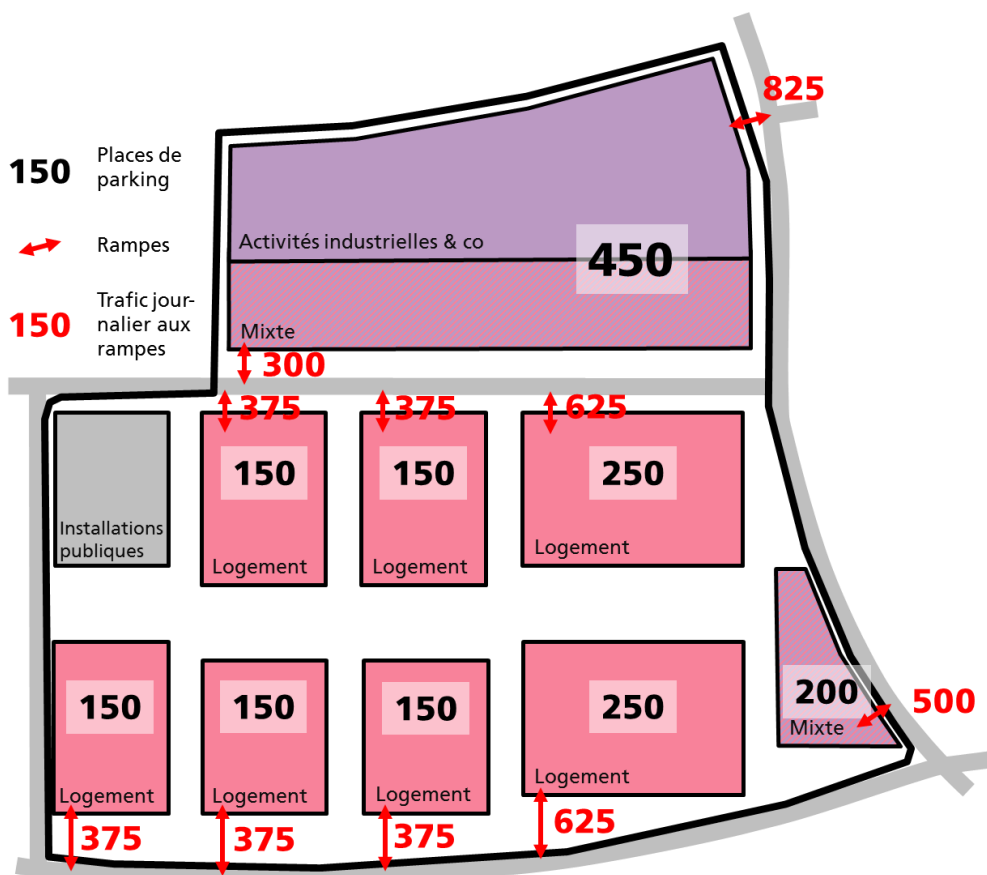 825
150
Places de
parking
Rampes
150
Trafic jour-
nalier aux
rampes
Activités industrielles & co
450
Mixte
300
375
375
625
150
150
250
Installations
publiques
Logement
Logement
Logement
150
150
150
250
200
Mixte
500
Logement
Logement
Logement
Logement
375
375
375
625